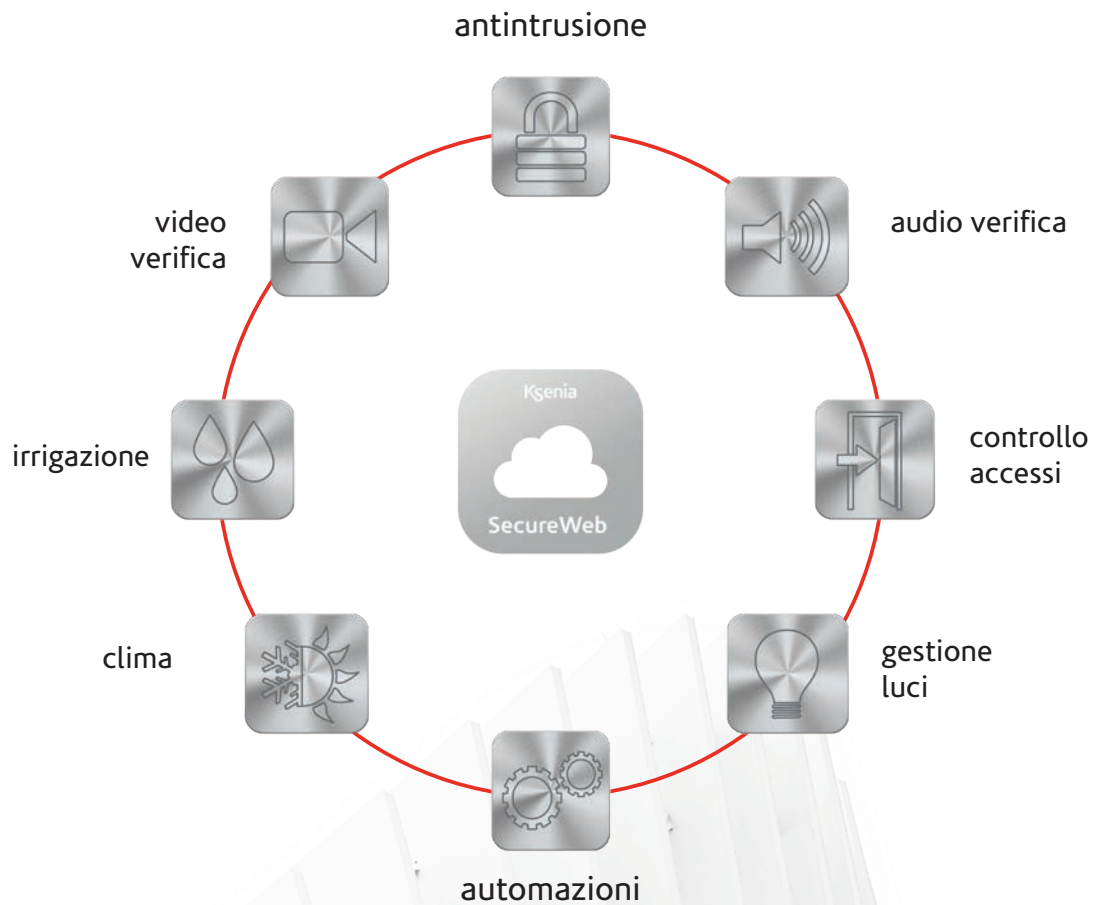 antintrusione
video
verifica
audio verifica
irrigazione
Ksenia
SecureWeb
controllo
accessi
clima
gestione
luci
automazioni